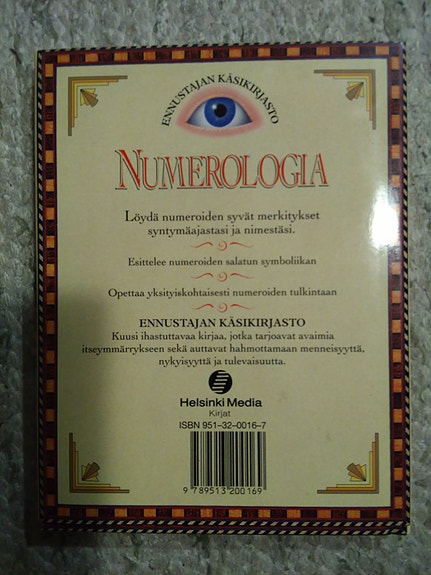 ENNUSTAJAN KÄSIKIRJASTO
NUMEROLOGIA
Löydä numeroiden syvät merkitykset
syntymäajastasi ja nimestäsi.
Esittelee numeroiden salatun symboliikan
Opettaa yksityiskohtaisesti numeroiden tulkintaan
ENNUSTAJAN KÄSIKIRJASTO
Kuusi ihastuttavaa kirjaa, jotka tarjoavat avaimia
itseymmärrykseen sekä auttavat hahmottamaan menneisyyttä,
nykyisyyttä ja tulevaisuutta.
Helsinki Media
Kirjat
ISBN 951-32-0016-7
9 789513 200169